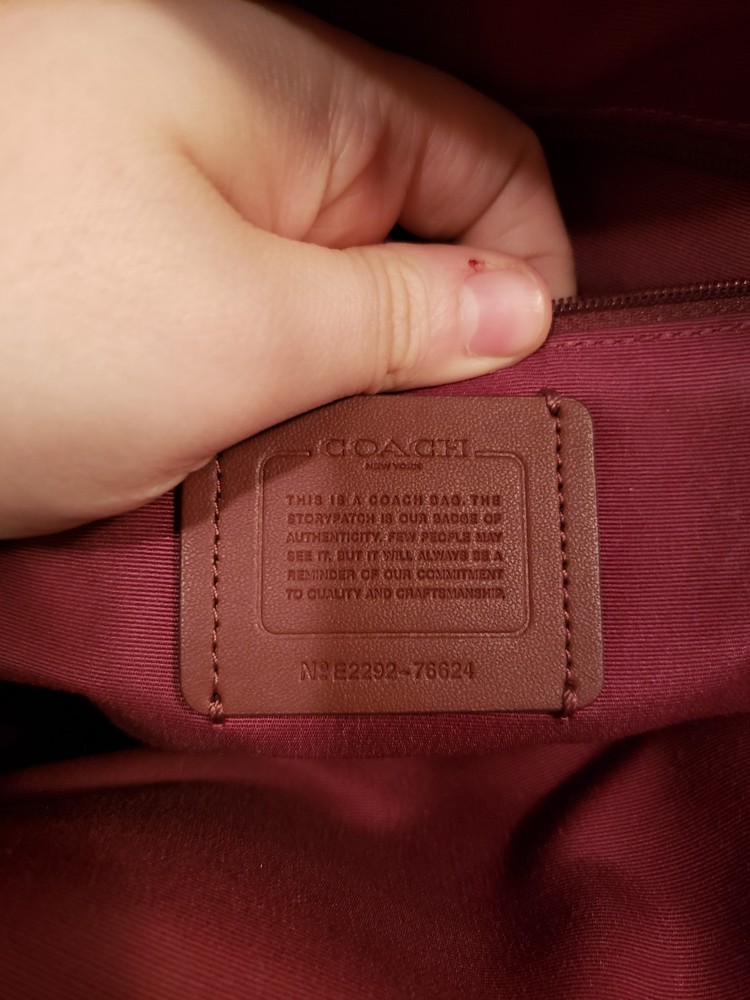 COACH
NEW YORK
THIS IS A COACH BAG. THE
STORYPATCH IS OUR BADGE OF
AUTHENTICITY. FEW PEOPLE MAY
SEE IT, BUT IT WILL ALWAYS BE A
REMINDER OF OUR COMMITMENT
TO QUALITY AND CRAFTSMANSHIP.
Nº E2292-76624